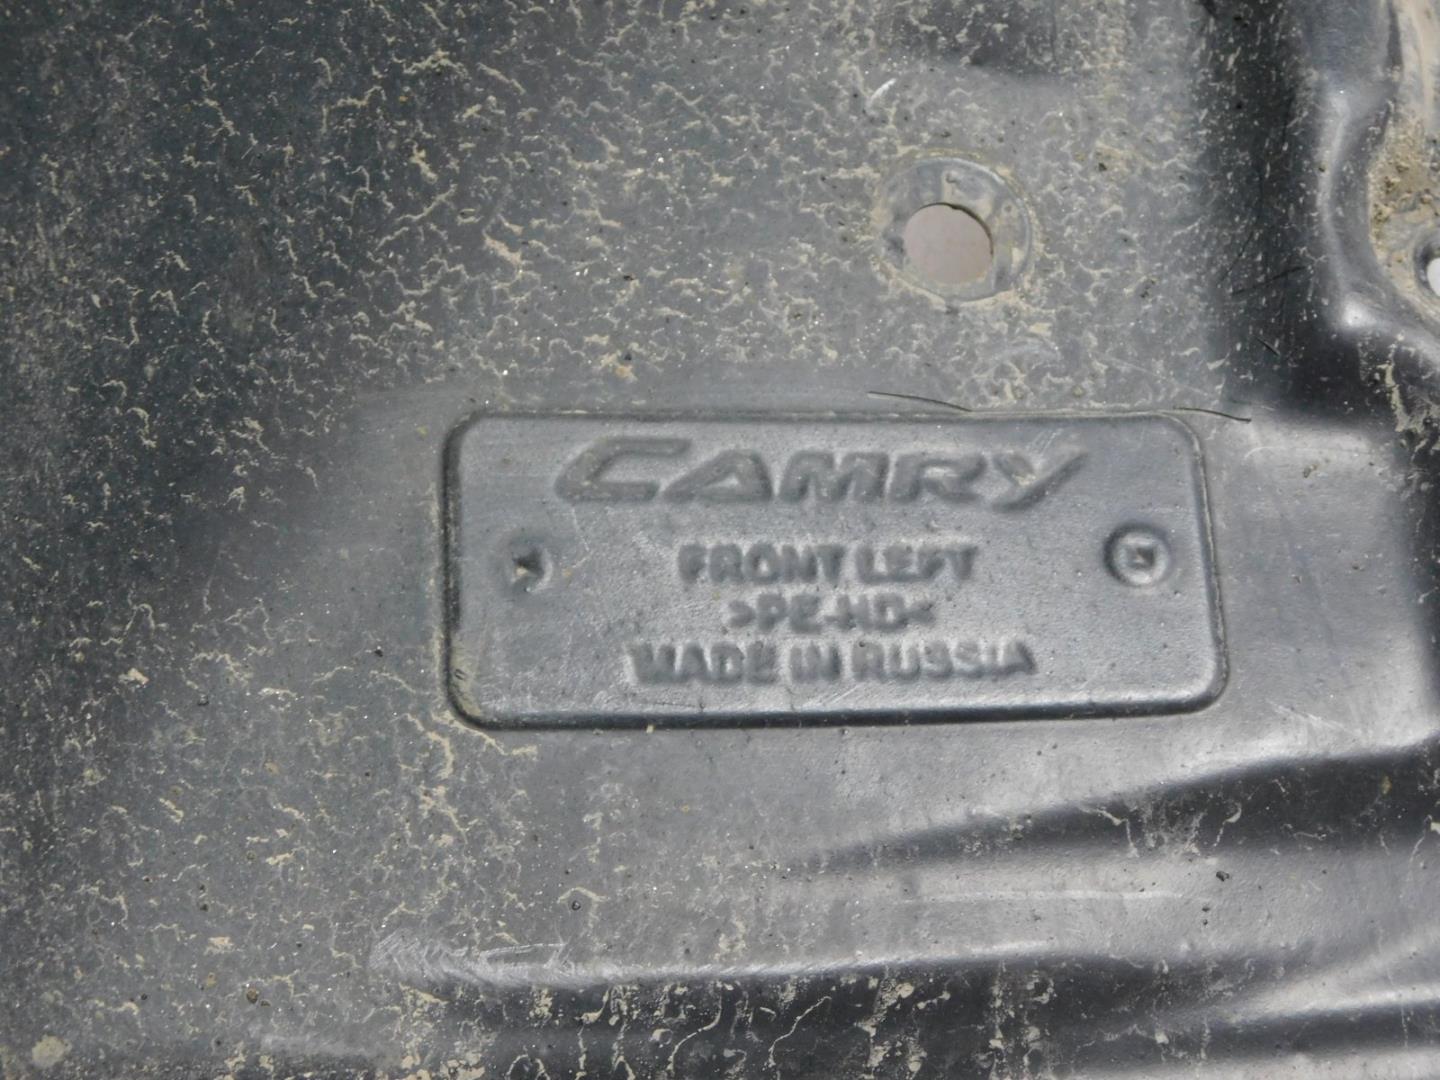 CAMRY
FRONT LEFT
>PE-HD<
MADE IN RUSSIA